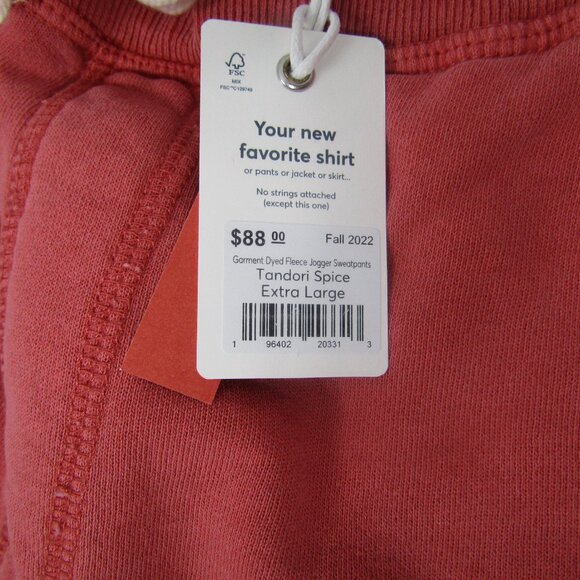 FSC
MIX
FSC™C129749
Your new
favorite shirt
or pants or jacket or skirt...
No strings attached
(except this one)
$88 00 Fall 2022
Garment Dyed Fleece Jogger Sweatpants
Tandori Spice
Extra Large
1 96402 20331 3